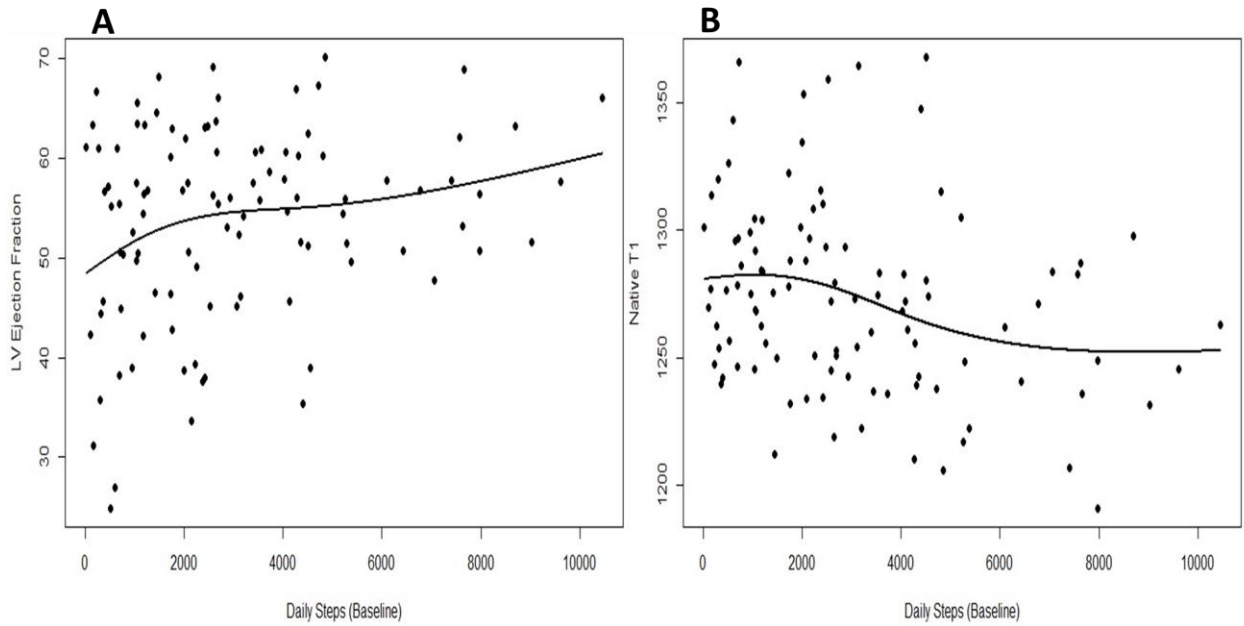 A
B
LV Ejection Fraction
70
60
50
40
30
0 2000 4000 6000 8000 10000
Daily Steps (Baseline)
Native T1
1350
1300
1250
1200
0 2000 4000 6000 8000 10000
Daily Steps (Baseline)